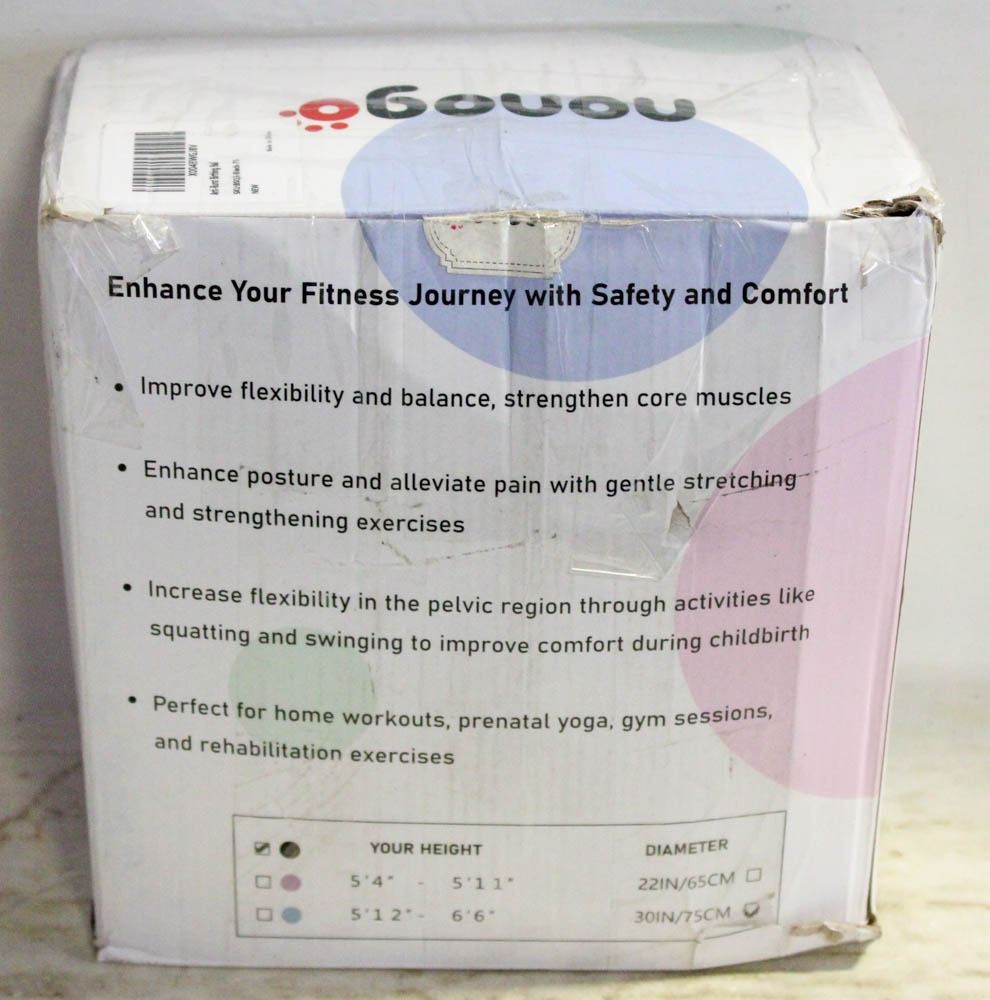 NEW
Enhance Your Fitness Journey with Safety and Comfort
• Improve flexibility and balance, strengthen core muscles
• Enhance posture and alleviate pain with gentle stretching
and strengthening exercises
• Increase flexibility in the pelvic region through activities like
squatting and swinging to improve comfort during childbirth
• Perfect for home workouts, prenatal yoga, gym sessions,
and rehabilitation exercises
YOUR HEIGHT DIAMETER
5'4" - 5'11" 22IN/65CM
5'12" - 6'6" 30IN/75CM